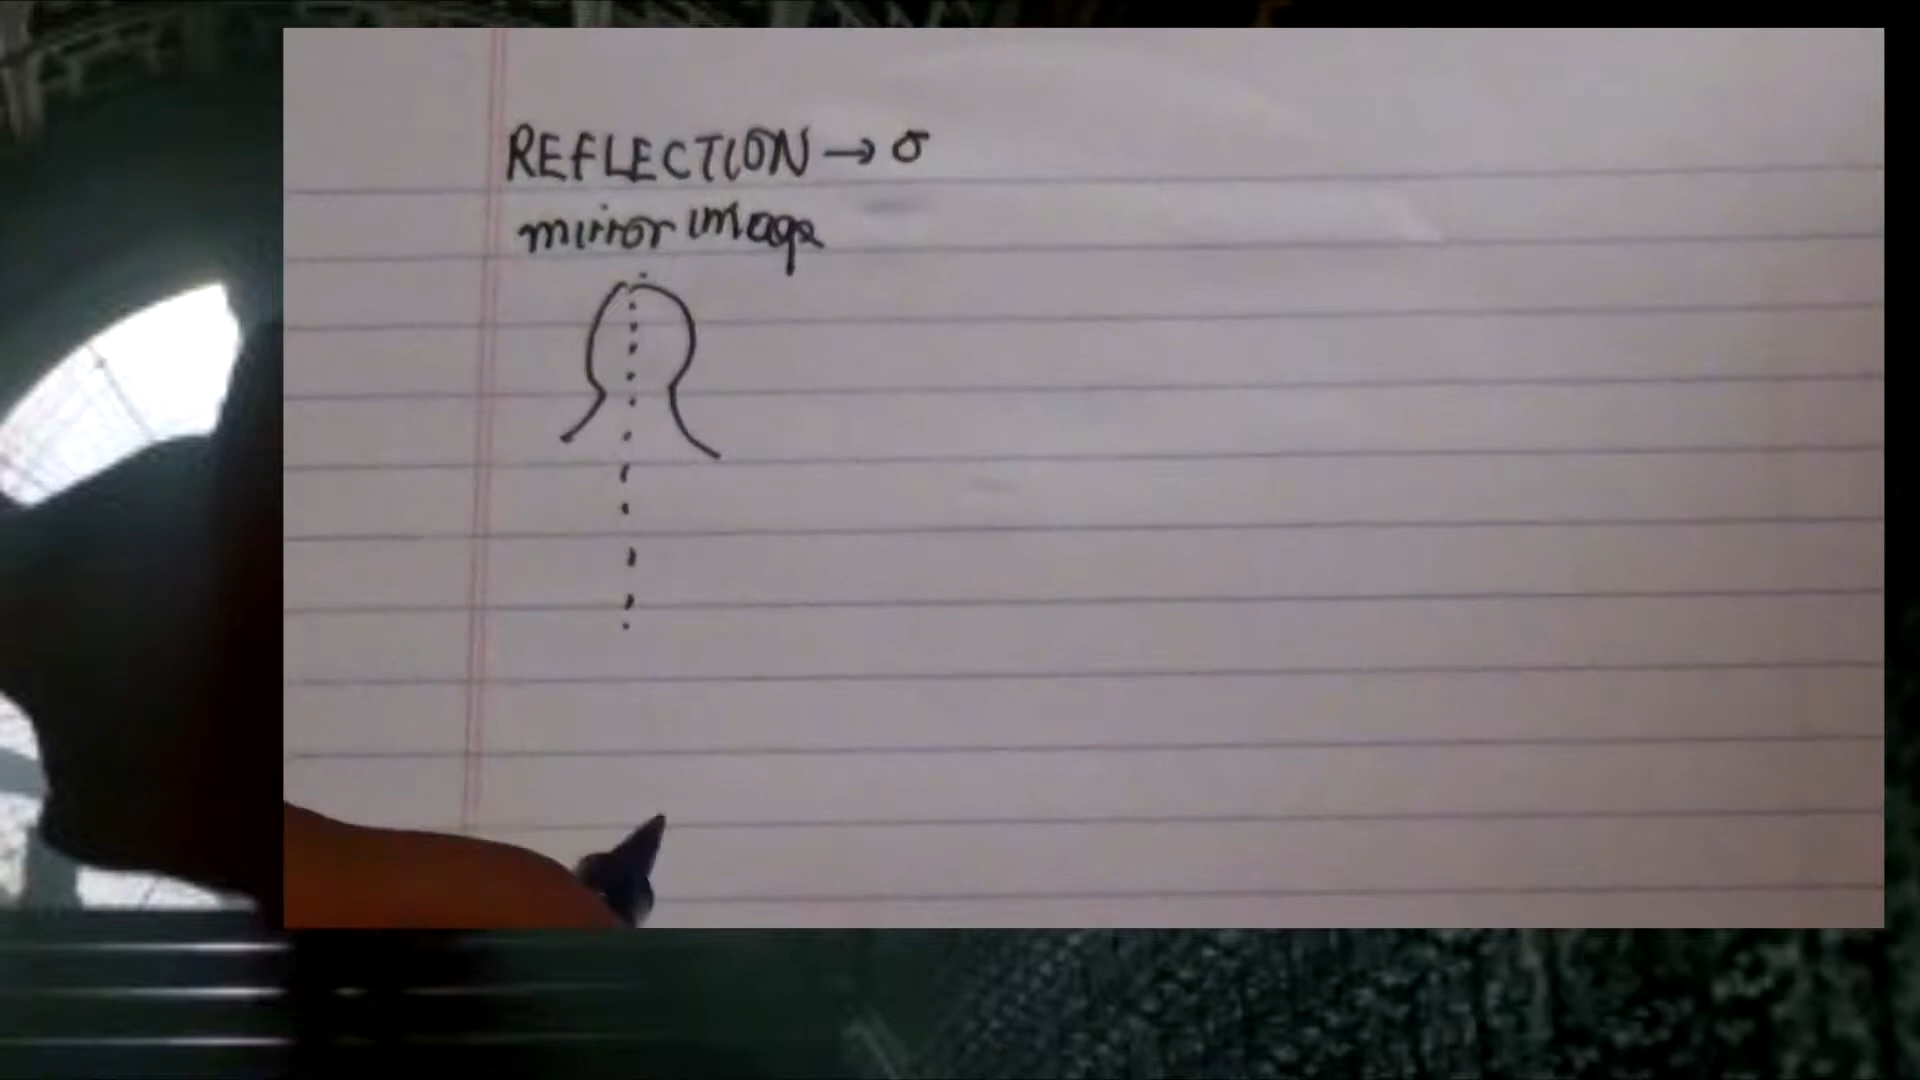 REFLECTION → σ
mirror image